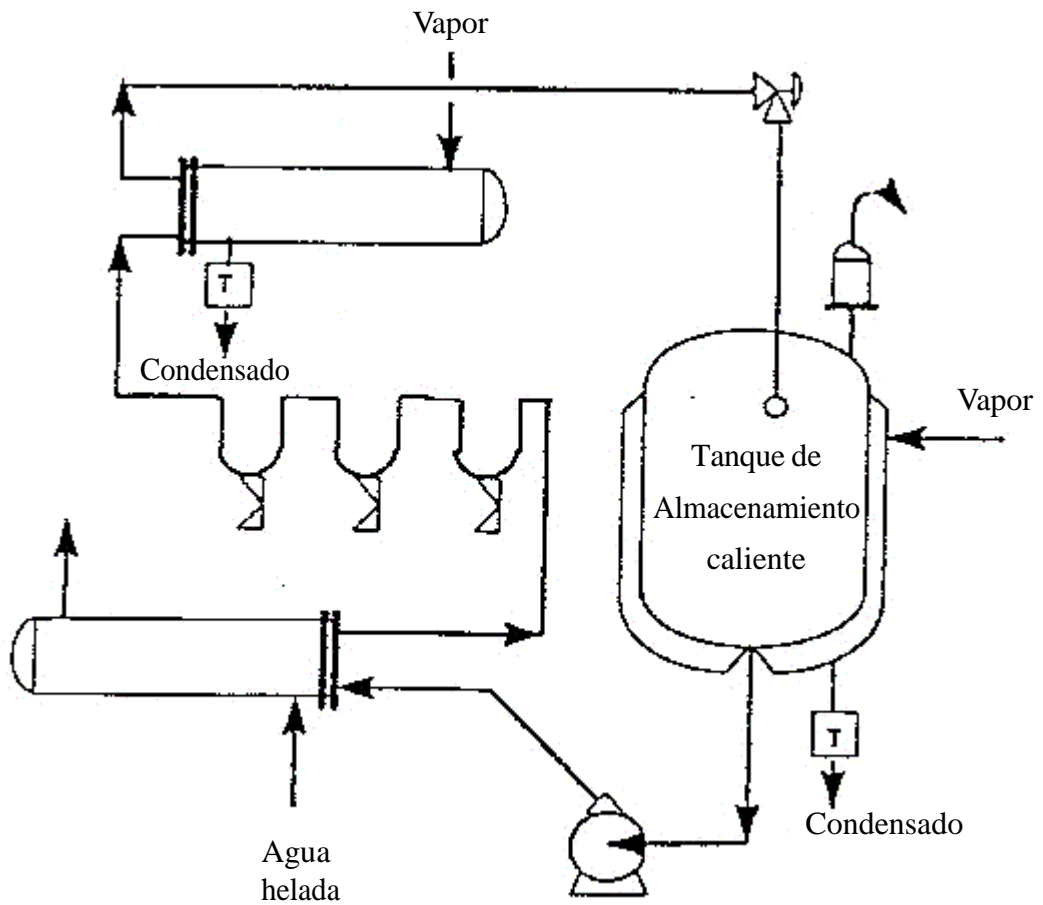 Vapor
T
Condensado
Vapor
Tanque de
Almacenamiento
caliente
T
Condensado
Agua
helada